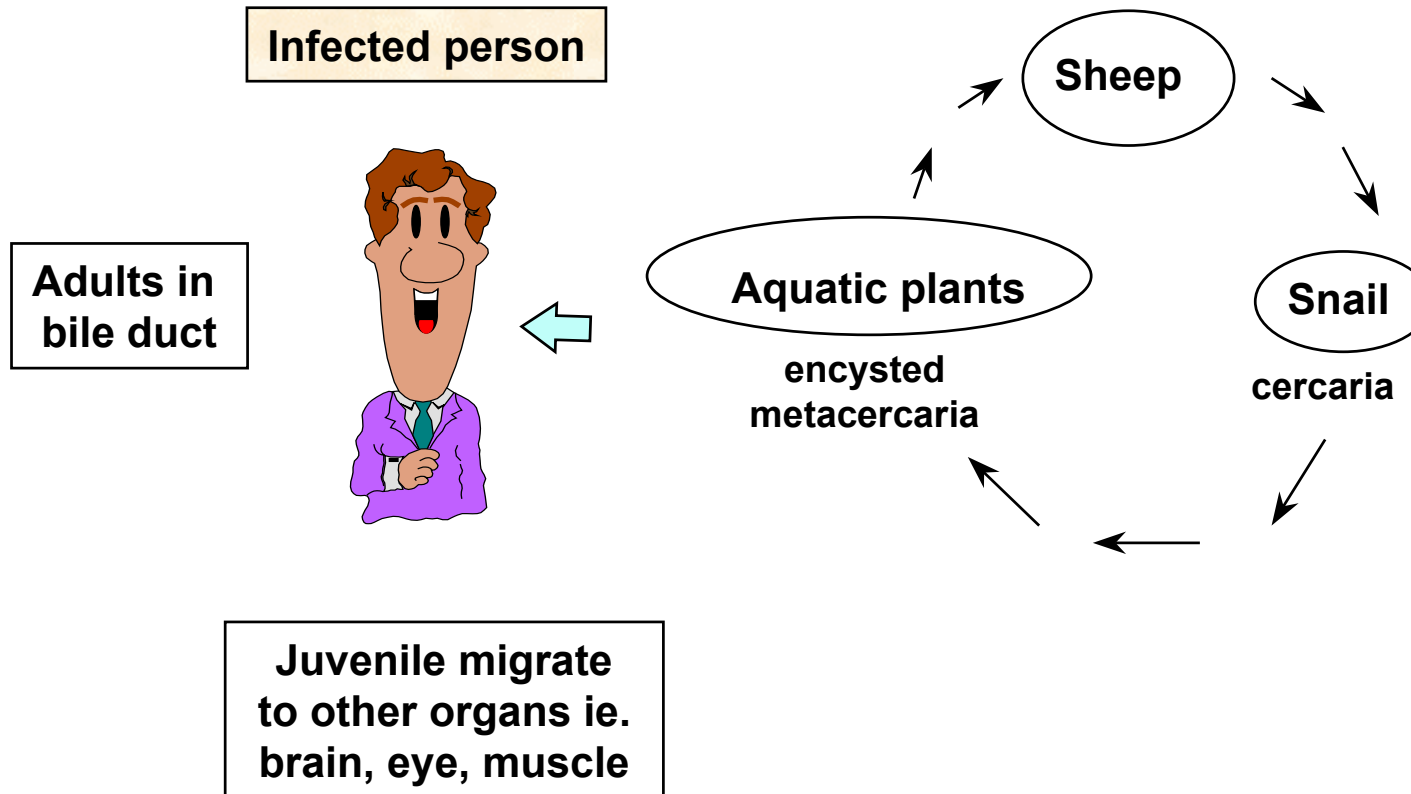 Infected person
Sheep
Adults in
bile duct
Aquatic plants
Snail
encysted
metacercaria
cercaria
Juvenile migrate
to other organs ie.
brain, eye, muscle